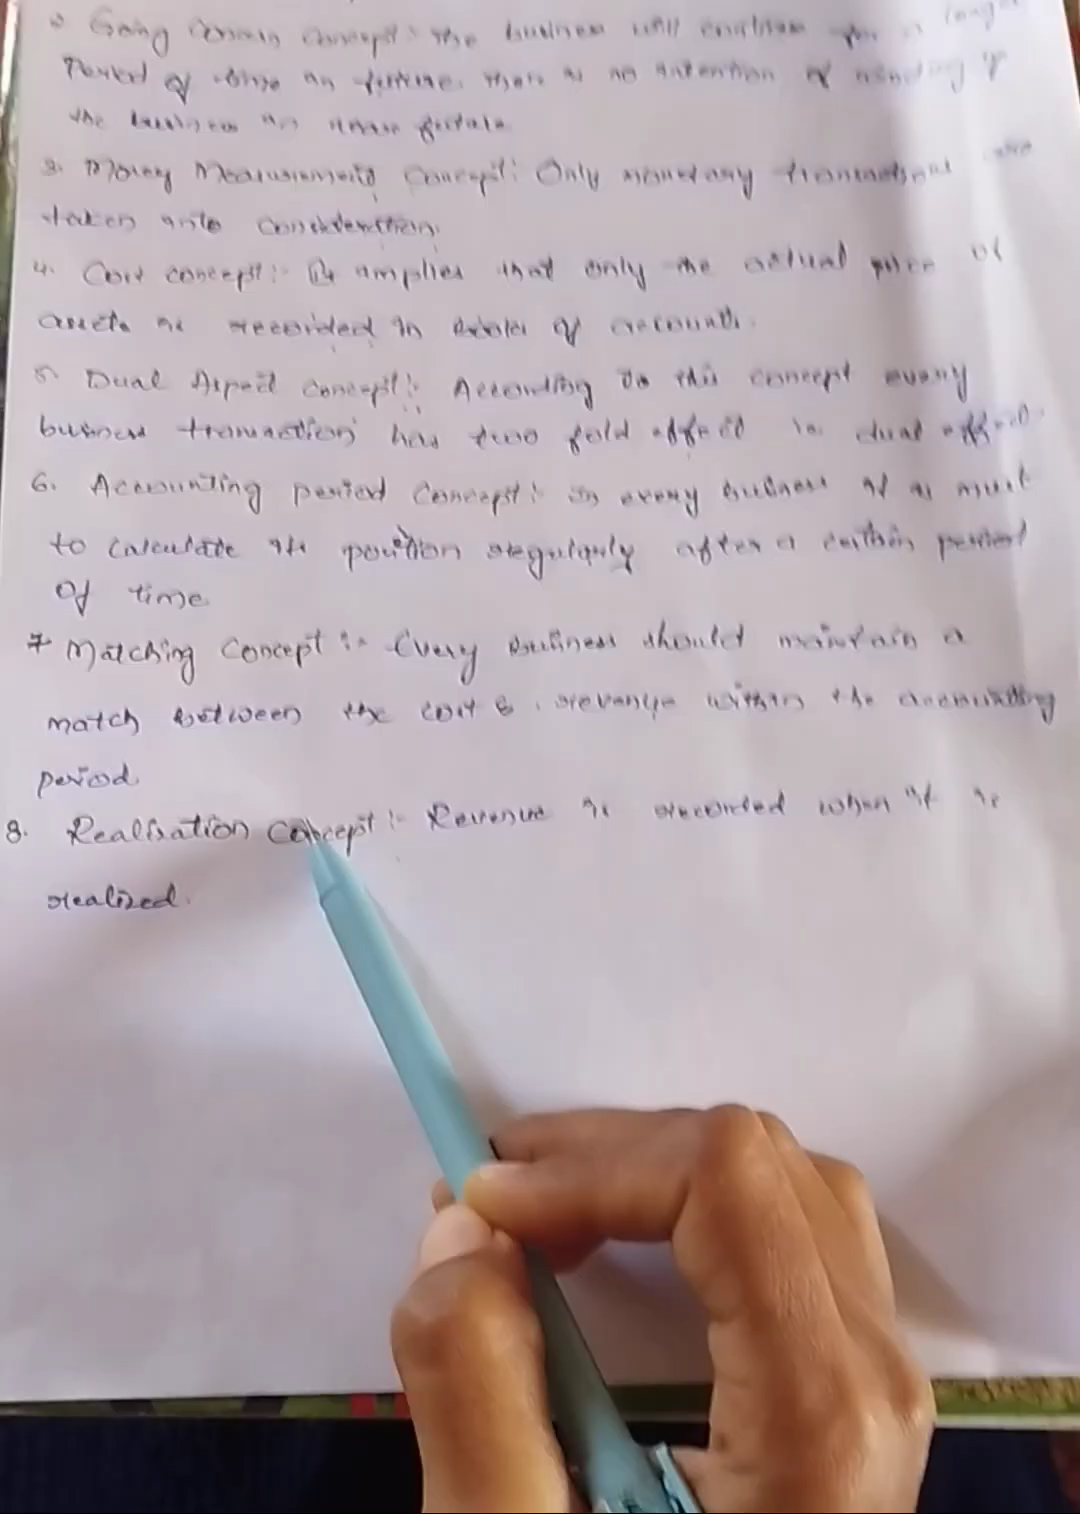 Going Concern Concept :- The business will continue for a longer
Period of time in future. There is no intention of winding up
the business in near future
3. Money Measurement Concept : Only monetary transactions are
taken into consideration.
4. Cost concept :- It implies that only the actual price of
assets is recorded in books of accounts.
5. Dual Aspect concept :- According to this concept every
business transaction has two fold effect i.e. dual effect.
6. Accounting period concept :- in every business it is must
to calculate its position regularly after a certain period
of time
7 Matching Concept :- Every business should maintain a
match between the cost & revenue within the accounting
period.
8. Realisation Concept :- Revenue is recorded when it is
realized.